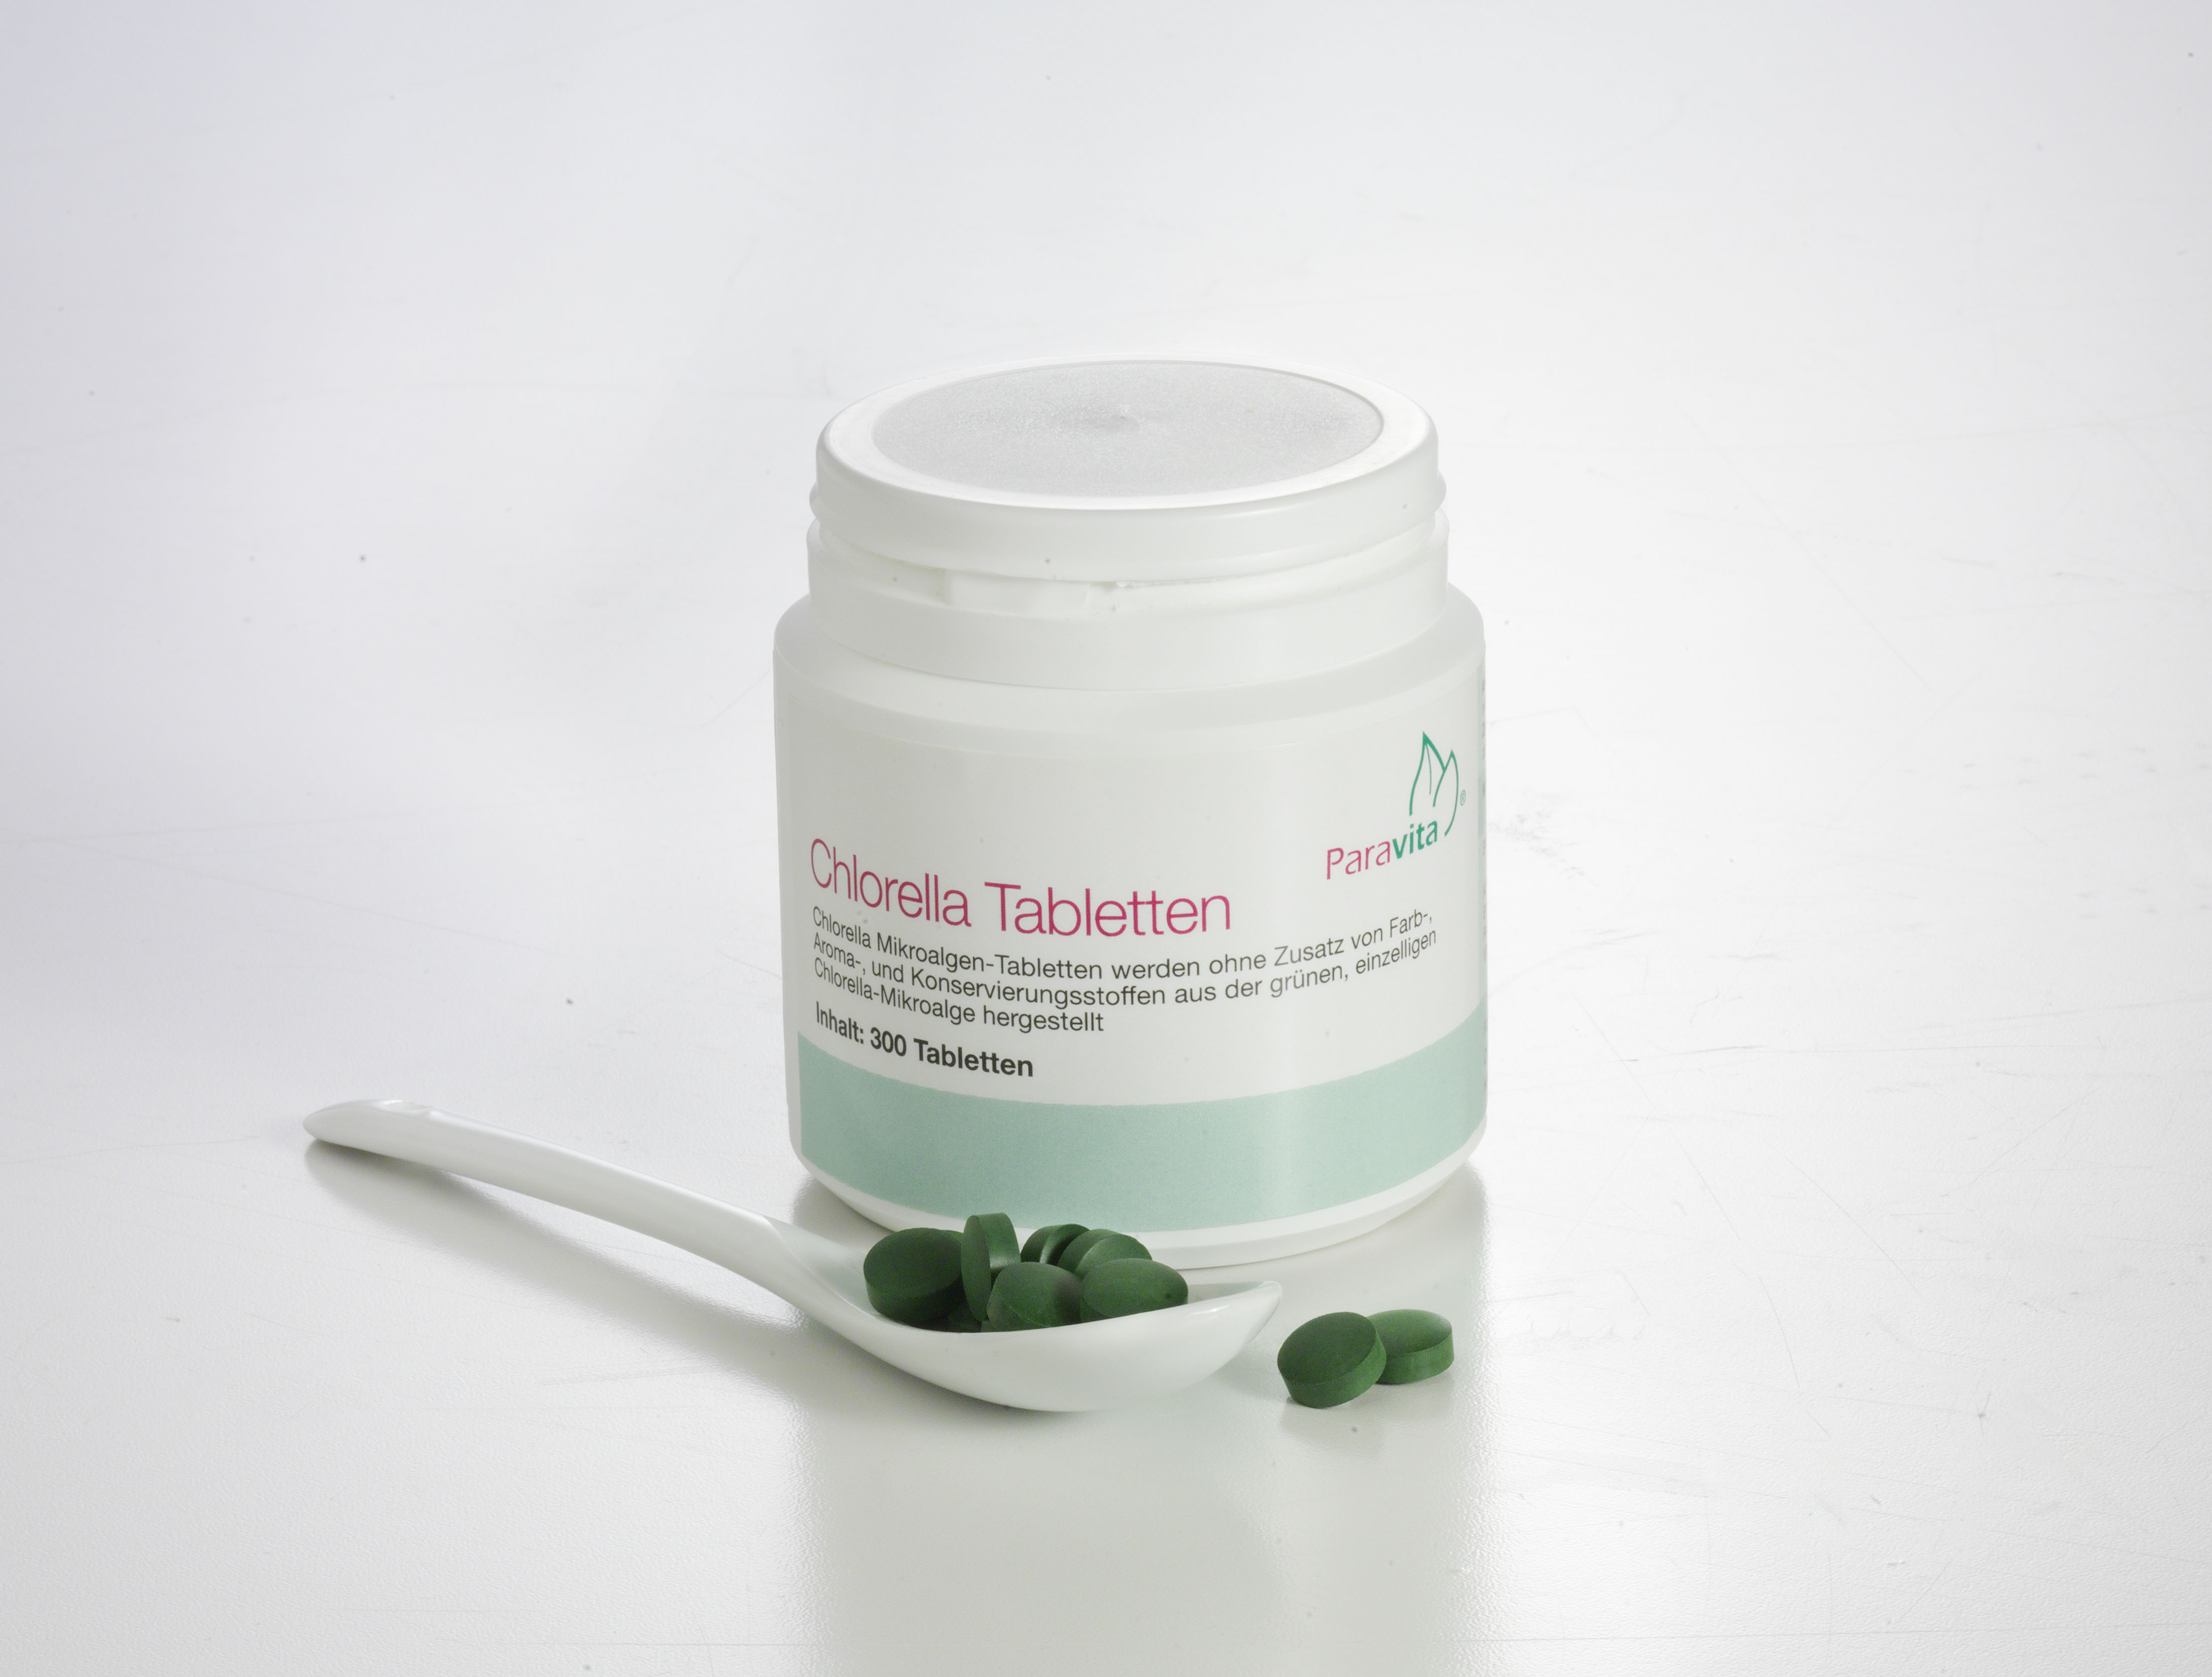 Paravita®
Chlorella Tabletten
Chlorella Mikroalgen-Tabletten werden ohne Zusatz von Farb-,
Aroma-, und Konservierungsstoffen aus der grünen, einzelligen
Chlorella-Mikroalge hergestellt
Inhalt: 300 Tabletten